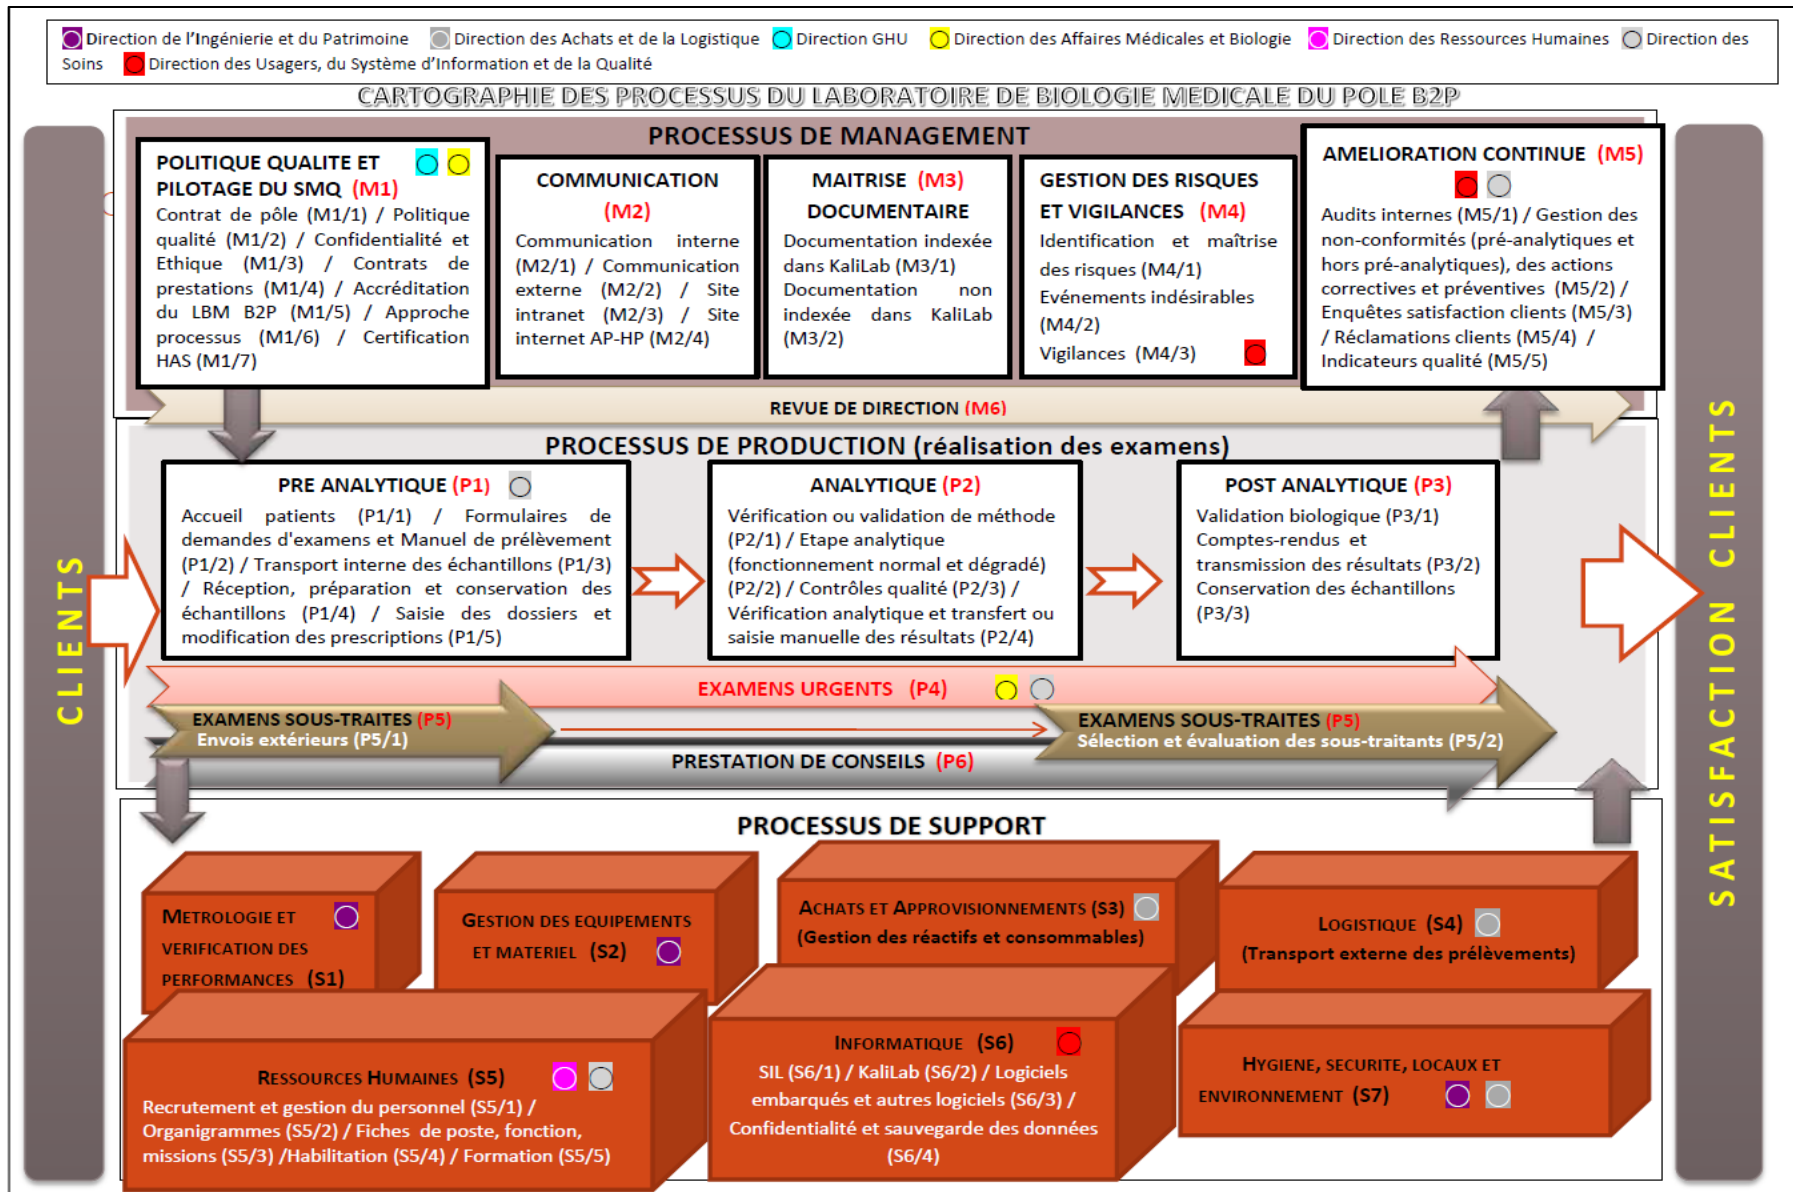 Direction de l'Ingénierie et du Patrimoine Direction des Achats et de la Logistique Direction GHU Direction des Affaires Médicales et Biologie Direction des Ressources Humaines Direction des
Soins Direction des Usagers, du Système d'Information et de la Qualité
CARTOGRAPHIE DES PROCESSUS DU LABORATOIRE DE BIOLOGIE MEDICALE DU POLE B2P
CLIENTS
PROCESSUS DE MANAGEMENT
POLITIQUE QUALITE ET
PILOTAGE DU SMQ (M1)
Contrat de pôle (M1/1) / Politique
qualité (M1/2) / Confidentialité et
Ethique (M1/3) / Contrats de
prestations (M1/4) / Accréditation
du LBM B2P (M1/5) / Approche
processus (M1/6) / Certification
HAS (M1/7)
COMMUNICATION
(M2)
Communication interne
(M2/1) / Communication
externe (M2/2) / Site
intranet (M2/3) / Site
internet AP-HP (M2/4)
MAITRISE (M3)
DOCUMENTAIRE
Documentation indexée
dans KaliLab (M3/1)
Documentation non
indexée dans KaliLab
(M3/2)
GESTION DES RISQUES
ET VIGILANCES (M4)
Identification et maîtrise
des risques (M4/1)
Evénements indésirables
(M4/2)
Vigilances (M4/3)
AMELIORATION CONTINUE (M5)
Audits internes (M5/1) / Gestion des
non-conformités (pré-analytiques et
hors pré-analytiques), des actions
correctives et préventives (M5/2) /
Enquêtes satisfaction clients (M5/3)
/ Réclamations clients (M5/4) /
Indicateurs qualité (M5/5)
REVUE DE DIRECTION (M6)
PROCESSUS DE PRODUCTION (réalisation des examens)
PRE ANALYTIQUE (P1)
Accueil patients (P1/1) / Formulaires de
demandes d'examens et Manuel de prélèvement
(P1/2) / Transport interne des échantillons (P1/3)
/ Réception, préparation et conservation des
échantillons (P1/4) / Saisie des dossiers et
modification des prescriptions (P1/5)
ANALYTIQUE (P2)
Vérification ou validation de méthode
(P2/1) / Etape analytique
(fonctionnement normal et dégradé)
(P2/2) / Contrôles qualité (P2/3) /
Vérification analytique et transfert ou
saisie manuelle des résultats (P2/4)
POST ANALYTIQUE (P3)
Validation biologique (P3/1)
Comptes-rendus et
transmission des résultats (P3/2)
Conservation des échantillons
(P3/3)
EXAMENS URGENTS (P4)
EXAMENS SOUS-TRAITES (P5)
Envois extérieurs (P5/1)
EXAMENS SOUS-TRAITES (P5)
Sélection et évaluation des sous-traitants (P5/2)
PRESTATION DE CONSEILS (P6)
PROCESSUS DE SUPPORT
METROLOGIE ET
VERIFICATION DES
PERFORMANCES (S1)
GESTION DES EQUIPEMENTS
ET MATERIEL (S2)
ACHATS ET APPROVISIONNEMENTS (S3)
(Gestion des réactifs et consommables)
LOGISTIQUE (S4)
(Transport externe des prélèvements)
RESSOURCES HUMAINES (S5)
Recrutement et gestion du personnel (S5/1) /
Organigrammes (S5/2) / Fiches de poste, fonction,
missions (S5/3) /Habilitation (S5/4) / Formation (S5/5)
INFORMATIQUE (S6)
SIL (S6/1) / KaliLab (S6/2) / Logiciels
embarqués et autres logiciels (S6/3) /
Confidentialité et sauvegarde des données
(S6/4)
HYGIENE, SECURITE, LOCAUX ET
ENVIRONNEMENT (S7)
SATISFACTION CLIENTS